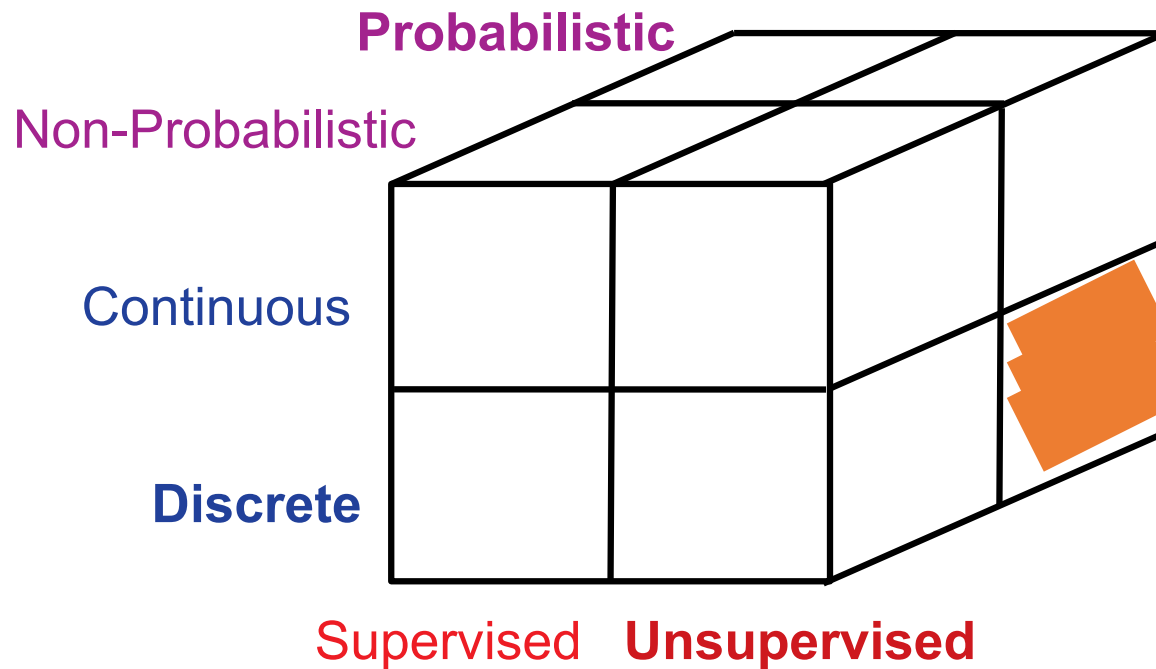 Probabilistic
Non-Probabilistic
Continuous
Discrete
Supervised Unsupervised